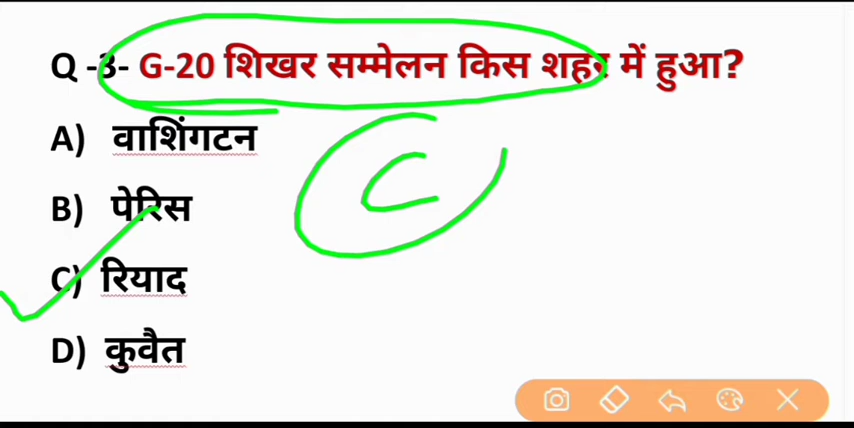 Q -3- G-20 शिखर सम्मेलन किस शहर में हुआ?
A) वाशिंगटन
B) पेरिस
C
C) रियाद
D) कुवैत